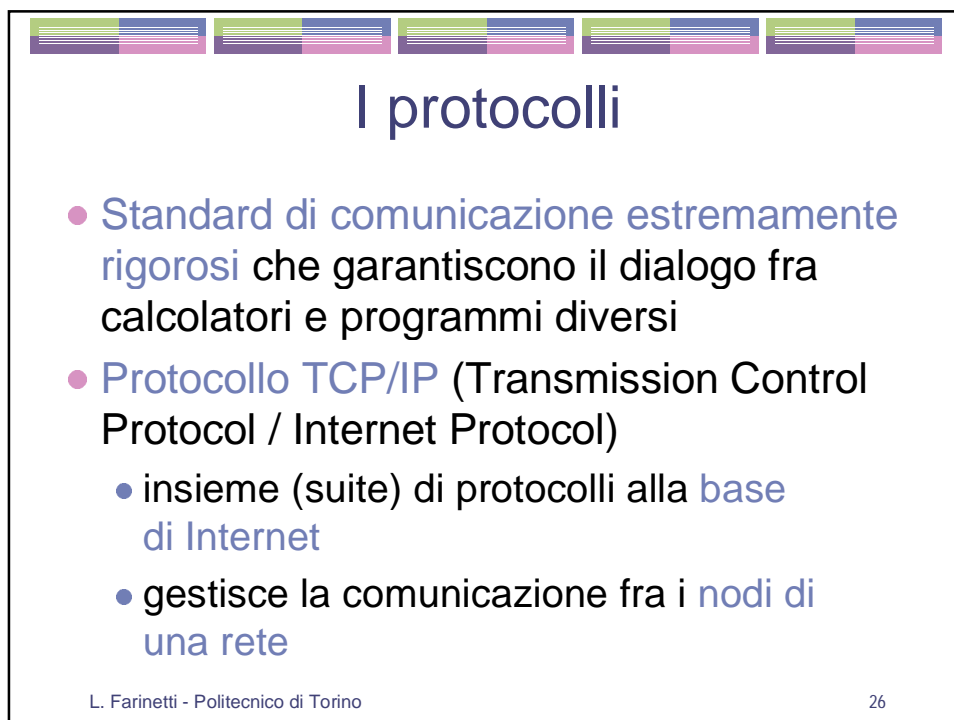 I protocolli
Standard di comunicazione estremamente
rigorosi che garantiscono il dialogo fra
calcolatori e programmi diversi
Protocollo TCP/IP (Transmission Control
Protocol / Internet Protocol)
insieme (suite) di protocolli alla base
di Internet
gestisce la comunicazione fra i nodi di
una rete
L. Farinetti - Politecnico di Torino
26